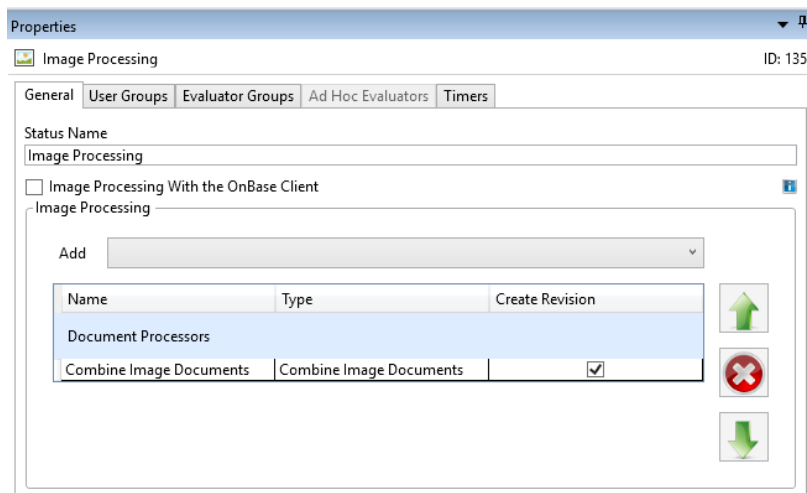 Properties
Image Processing ID: 135
General User Groups Evaluator Groups Ad Hoc Evaluators Timers
Status Name
Image Processing
Image Processing With the OnBase Client
Image Processing
Add
Name Type Create Revision
Document Processors
Combine Image Documents Combine Image Documents